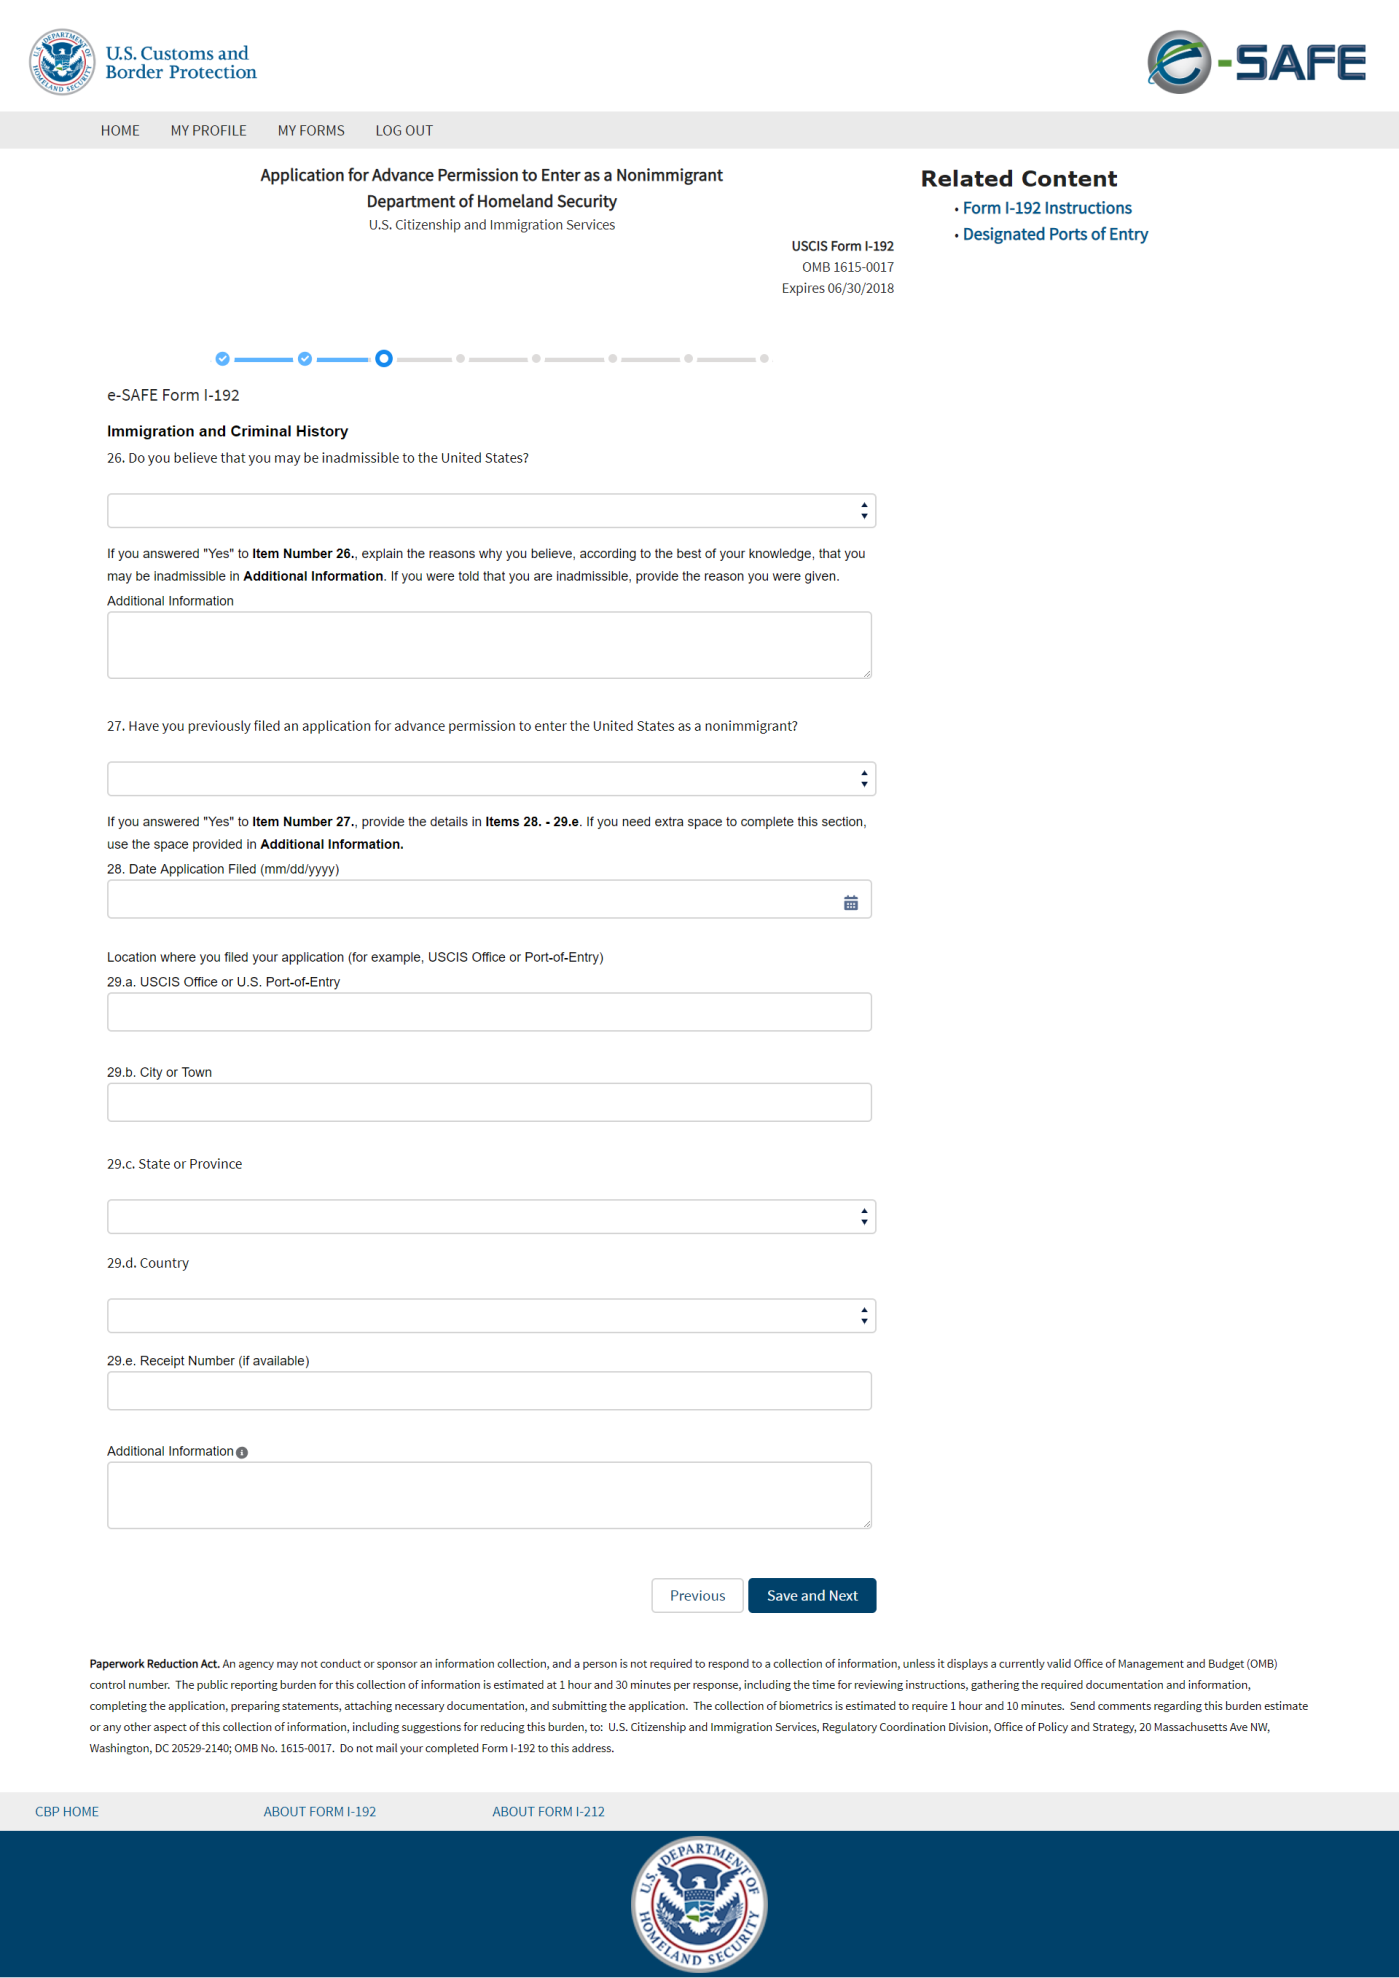 U.S. Customs and
Border Protection
e-SAFE
HOME MY PROFILE MY FORMS LOG OUT
Application for Advance Permission to Enter as a Nonimmigrant
Department of Homeland Security
U.S. Citizenship and Immigration Services
USCIS Form I-192
OMB 1615-0017
Expires 06/30/2018
Related Content
• Form I-192 Instructions
• Designated Ports of Entry
e-SAFE Form I-192
Immigration and Criminal History
26. Do you believe that you may be inadmissible to the United States?
If you answered "Yes" to Item Number 26., explain the reasons why you believe, according to the best of your knowledge, that you
may be inadmissible in Additional Information. If you were told that you are inadmissible, provide the reason you were given.
Additional Information
27. Have you previously filed an application for advance permission to enter the United States as a nonimmigrant?
If you answered "Yes" to Item Number 27., provide the details in Items 28. - 29.e. If you need extra space to complete this section,
use the space provided in Additional Information.
28. Date Application Filed (mm/dd/yyyy)
Location where you filed your application (for example, USCIS Office or Port-of-Entry)
29.a. USCIS Office or U.S. Port-of-Entry
29.b. City or Town
29.c. State or Province
29.d. Country
29.e. Receipt Number (if available)
Additional Information
Previous Save and Next
Paperwork Reduction Act. An agency may not conduct or sponsor an information collection, and a person is not required to respond to a collection of information, unless it displays a currently valid Office of Management and Budget (OMB)
control number. The public reporting burden for this collection of information is estimated at 1 hour and 30 minutes per response, including the time for reviewing instructions, gathering the required documentation and information,
completing the application, preparing statements, attaching necessary documentation, and submitting the application. The collection of biometrics is estimated to require 1 hour and 10 minutes. Send comments regarding this burden estimate
or any other aspect of this collection of information, including suggestions for reducing this burden, to: U.S. Citizenship and Immigration Services, Regulatory Coordination Division, Office of Policy and Strategy, 20 Massachusetts Ave NW,
Washington, DC 20529-2140; OMB No. 1615-0017. Do not mail your completed Form I-192 to this address.
CBP HOME ABOUT FORM I-192 ABOUT FORM I-212
U.S. DEPARTMENT OF
HOMELAND SECURITY